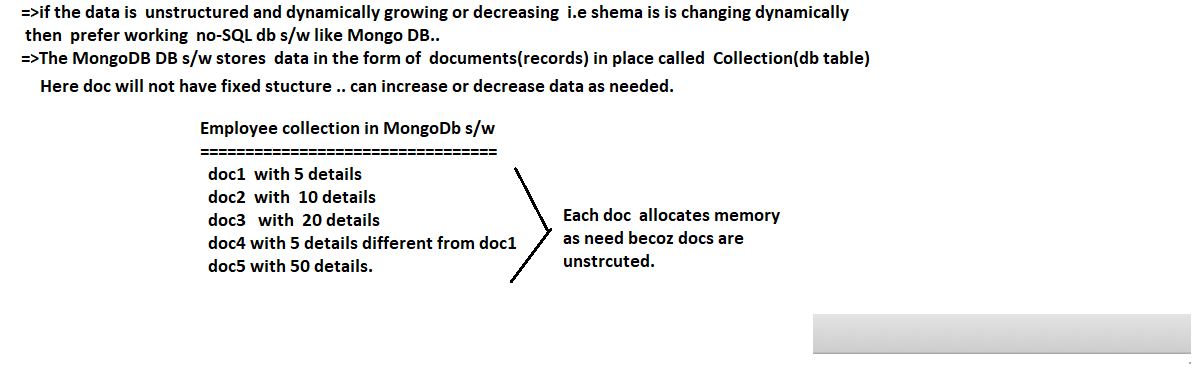 =>if the data is unstructured and dynamically growing or decreasing i.e shema is is changing dynamically
then prefer working no-SQL db s/w like Mongo DB..
=>The MongoDB DB s/w stores data in the form of documents(records) in place called Collection(db table)
Here doc will not have fixed stucture .. can increase or decrease data as needed.
Employee collection in MongoDb s/w
=================================
doc1 with 5 details
doc2 with 10 details
doc3 with 20 details
doc4 with 5 details different from doc1
doc5 with 50 details.
Each doc allocates memory
as need becoz docs are
unstrcuted.